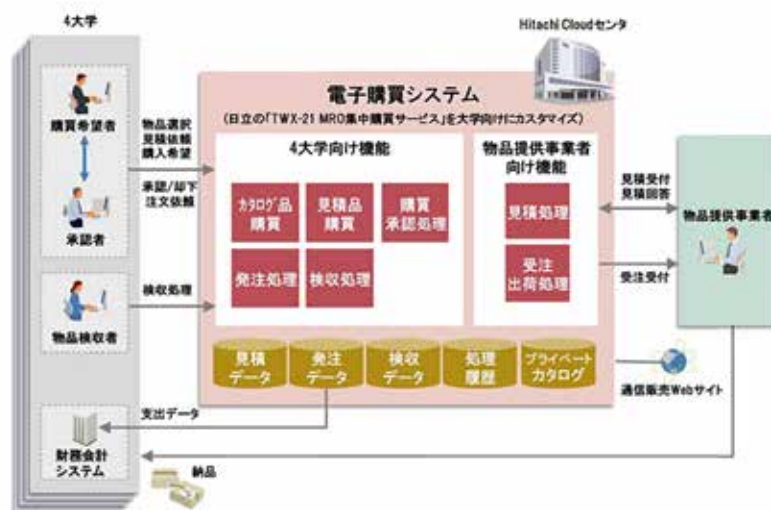 4大学
Hitachi Cloudセンタ
購買希望者
承認者
物品検収者
財務会計
システム
物品選択
見積依頼
購入希望
承認/却下
注文依頼
検収処理
支出データ
納品
電子購買システム
(日立の「TWX-21 MRO集中購買サービス」を大学向けにカスタマイズ)
4大学向け機能
カタログ品
購買
見積品
購買
購買
承認処理
発注処理
検収処理
物品提供事業者
向け機能
見積処理
受注
出荷処理
見積
データ
発注
データ
検収
データ
処理
履歴
プライベート
カタログ
見積受付
見積回答
受注受付
物品提供事業者
通信販売Webサイト